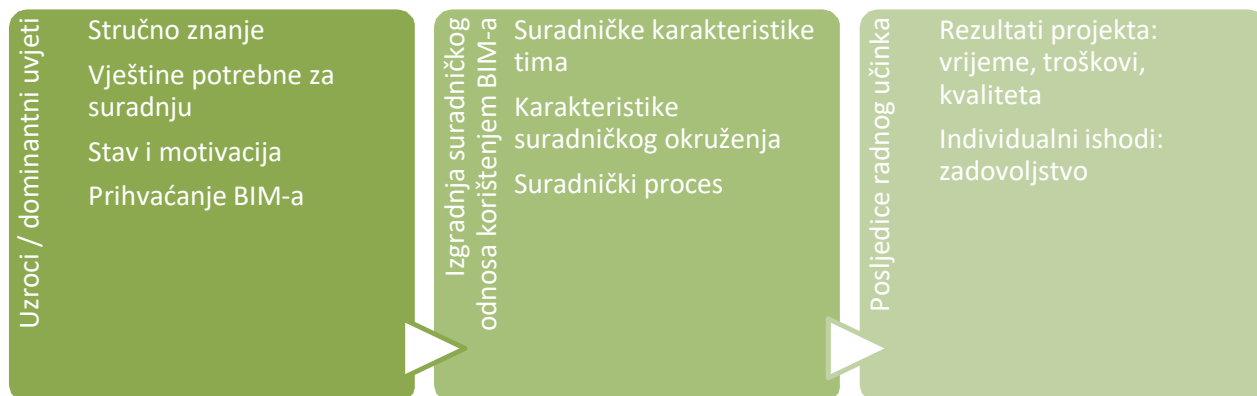 Uzroci / dominantni uvjeti
Stručno znanje
Vještine potrebne za
suradnju
Stav i motivacija
Prihvaćanje BIM-a
Izgradnja suradničkog
odnosa korištenjem BIM-a
Suradničke karakteristike
tima
Karakteristike
suradničkog okruženja
Suradnički proces
Posljedice radnog učinka
Rezultati projekta:
vrijeme, troškovi,
kvaliteta
Individualni ishodi:
zadovoljstvo